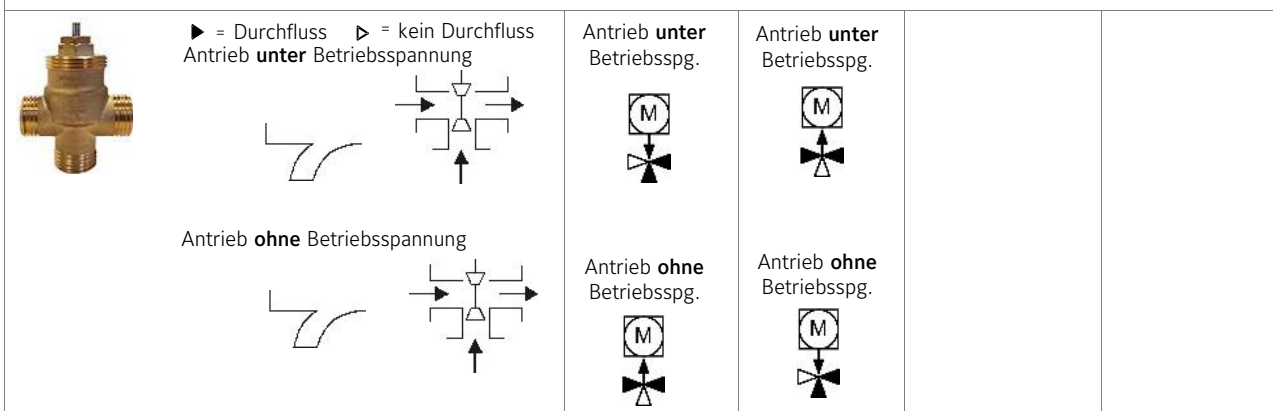 = Durchfluss = kein Durchfluss
Antrieb unter Betriebsspannung
Antrieb ohne Betriebsspannung
Antrieb unter
Betriebsspg.
M
Antrieb ohne
Betriebsspg.
M
Antrieb unter
Betriebsspg.
M
Antrieb ohne
Betriebsspg.
M